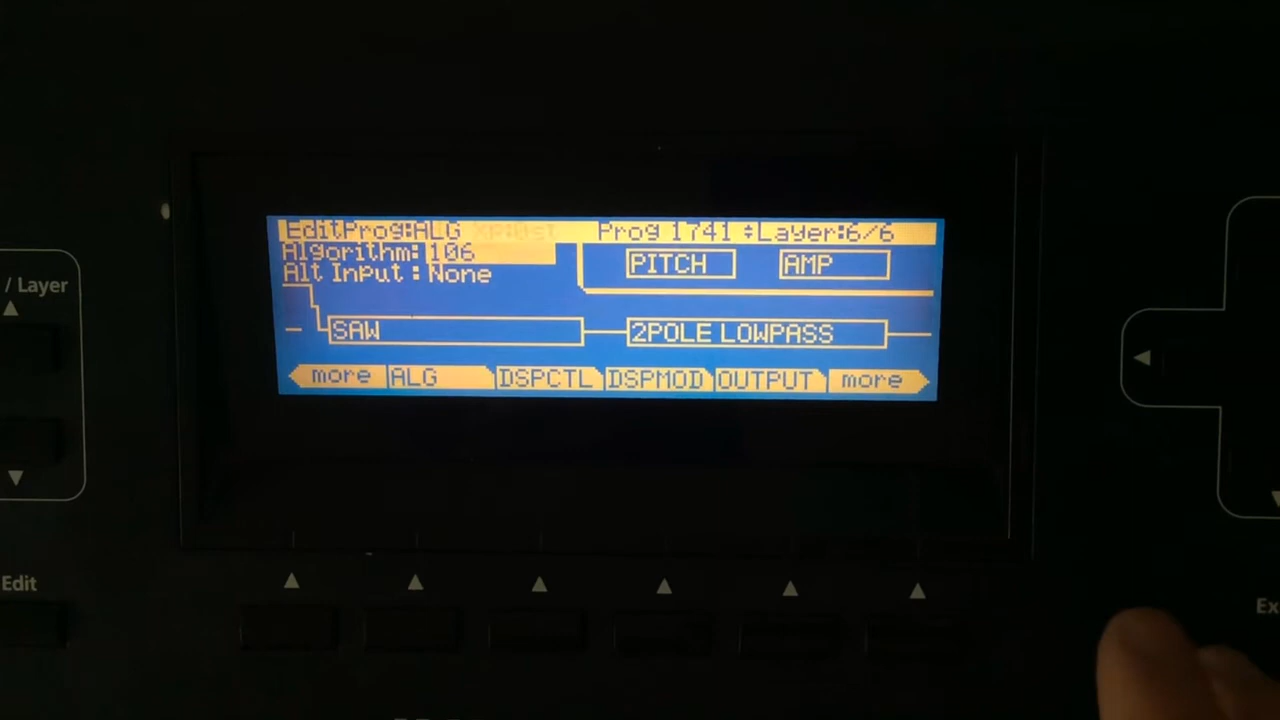 EditProg:ALG Prog 1741 Layer:6/6
Algorithm: 106
Alt Input : None
PITCH AMP
SAW 2POLE LOWPASS
more ALG DSPCTL DSPMOD OUTPUT more
/ Layer
Edit
Ex